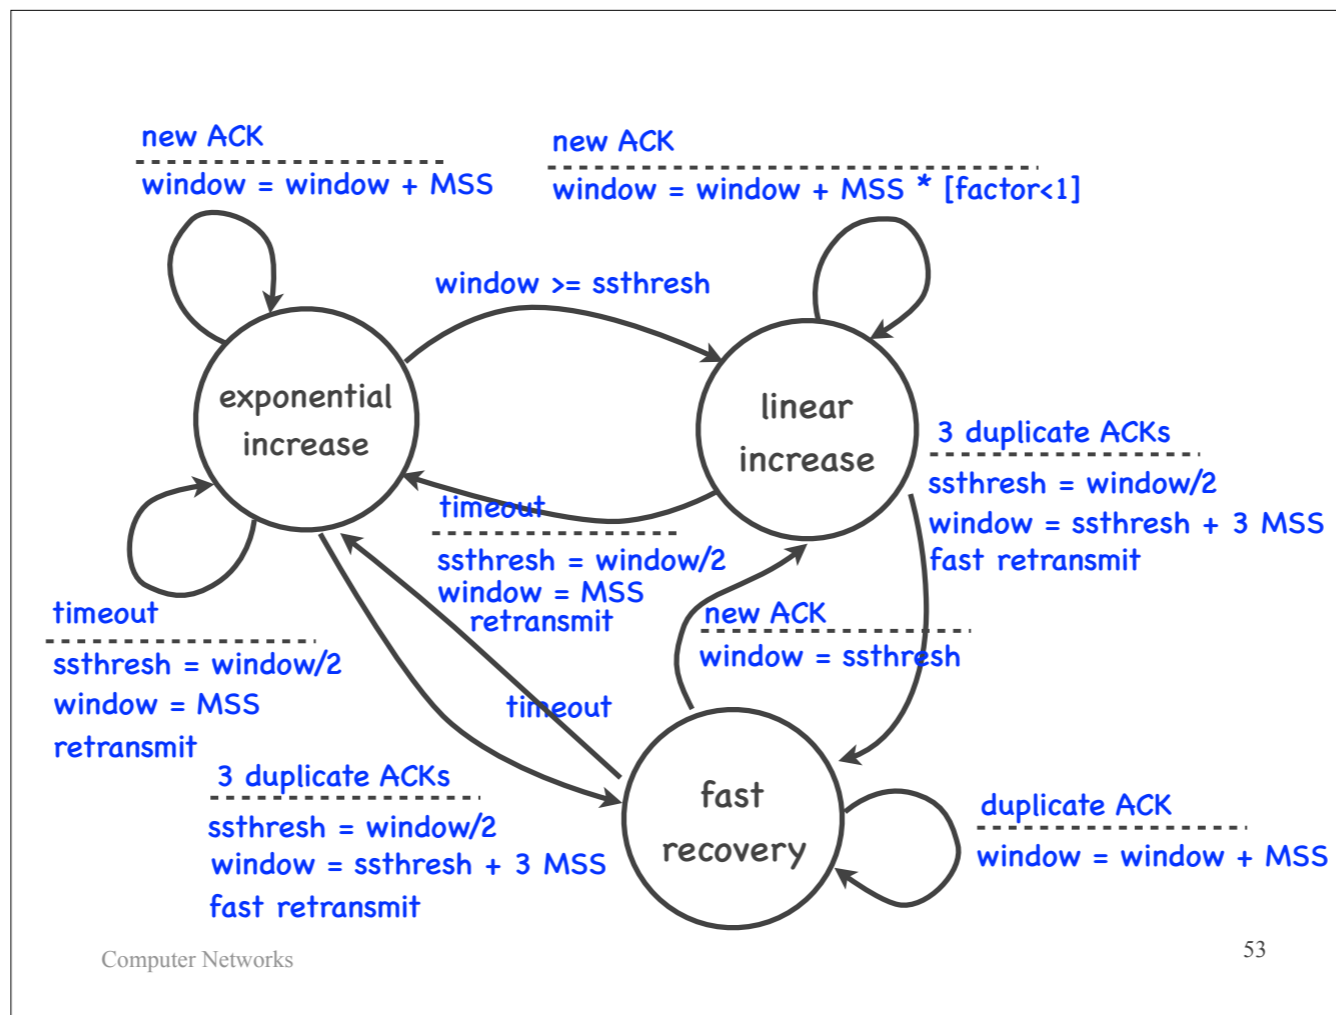 new ACK
window = window + MSS
new ACK
window = window + MSS * [factor<1]
window >= ssthresh
exponential
increase
linear
increase
3 duplicate ACKs
ssthresh = window/2
window = ssthresh + 3 MSS
fast retransmit
timeout
ssthresh = window/2
window = MSS
retransmit
timeout
ssthresh = window/2
window = MSS
retransmit
new ACK
window = ssthresh
timeout
3 duplicate ACKs
ssthresh = window/2
window = ssthresh + 3 MSS
fast retransmit
fast
recovery
duplicate ACK
window = window + MSS
Computer Networks
53